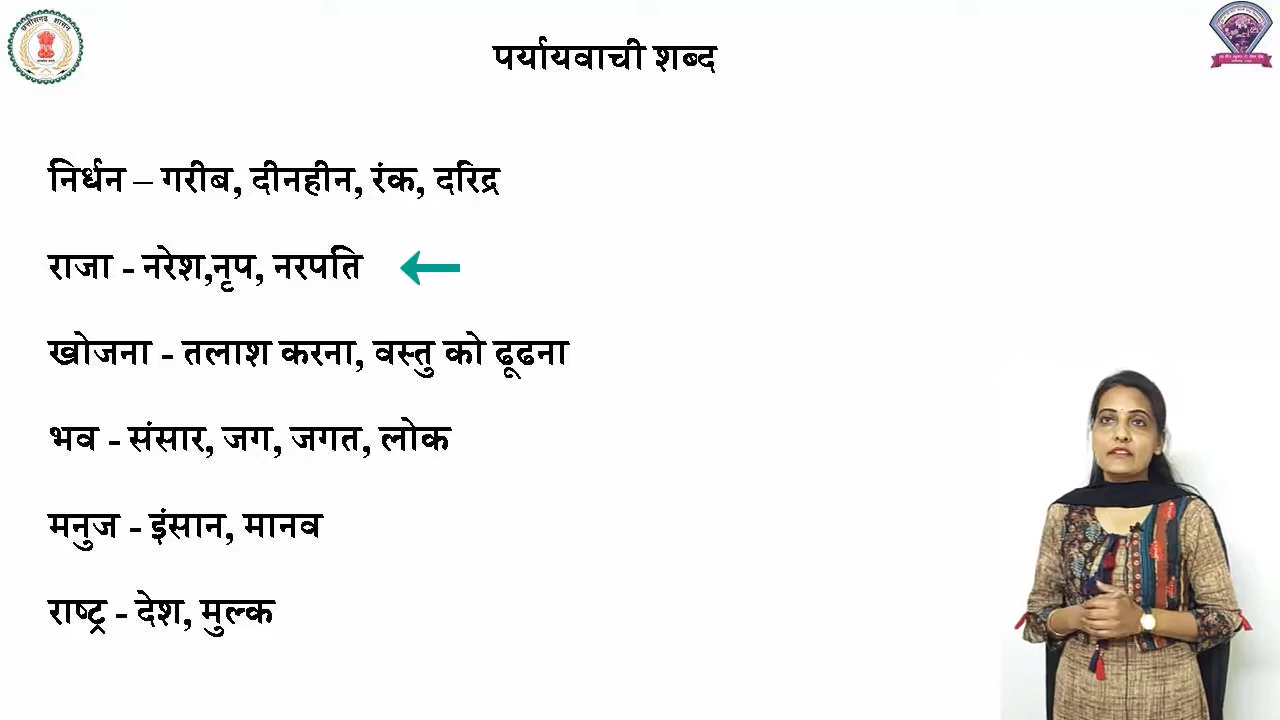 पर्यायवाची शब्द
निर्धन – गरीब, दीनहीन, रंक, दरिद्र
राजा - नरेश,नृप, नरपति
खोजना - तलाश करना, वस्तु को ढूढना
भव - संसार, जग, जगत, लोक
मनुज - इंसान, मानव
राष्ट्र - देश, मुल्क